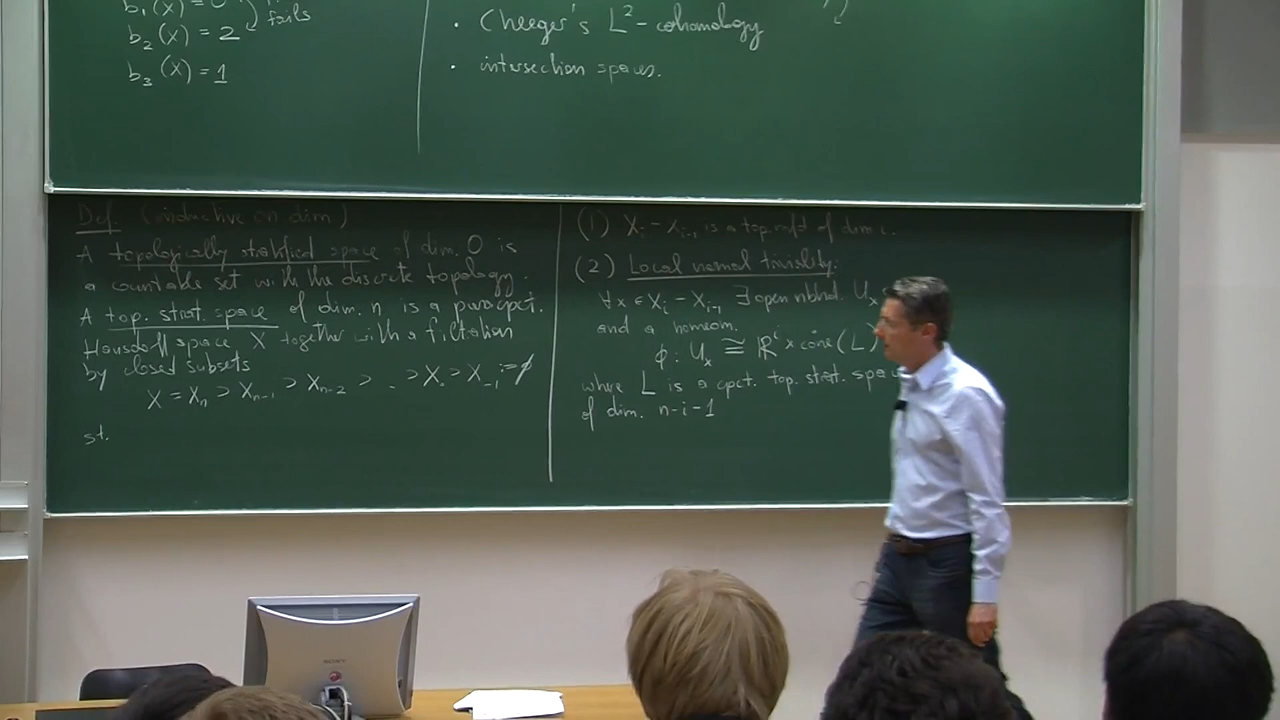 b₁(X) = 0
b₂(X) = 2
fails
b₃(X) = 1
· Cheeger's L²-cohomology
· intersection spaces.
Def. (inductive on dim)
A topologically stratified space of dim. 0 is
a countable set with the discrete topology.
A top. strat. space of dim. n is a paracpct.
Hausdorff space X together with a filtration
by closed subsets
X = Xₙ ⊃ Xₙ₋₁ ⊃ Xₙ₋₂ ⊃ .. ⊃ X₀ ⊃ X₋₁ := ∅
st.
(1) Xᵢ - Xᵢ₋₁ is a top. mfd of dim i.
(2) Local normal triviality:
∀x ∈ Xᵢ - Xᵢ₋₁ ∃ open nbhd. Uₓ
and a homeom.
ϕ: Uₓ ≅ ℝⁱ × cone(L)
where L is a cpct. top. strat. space
of dim. n-i-1
SONY